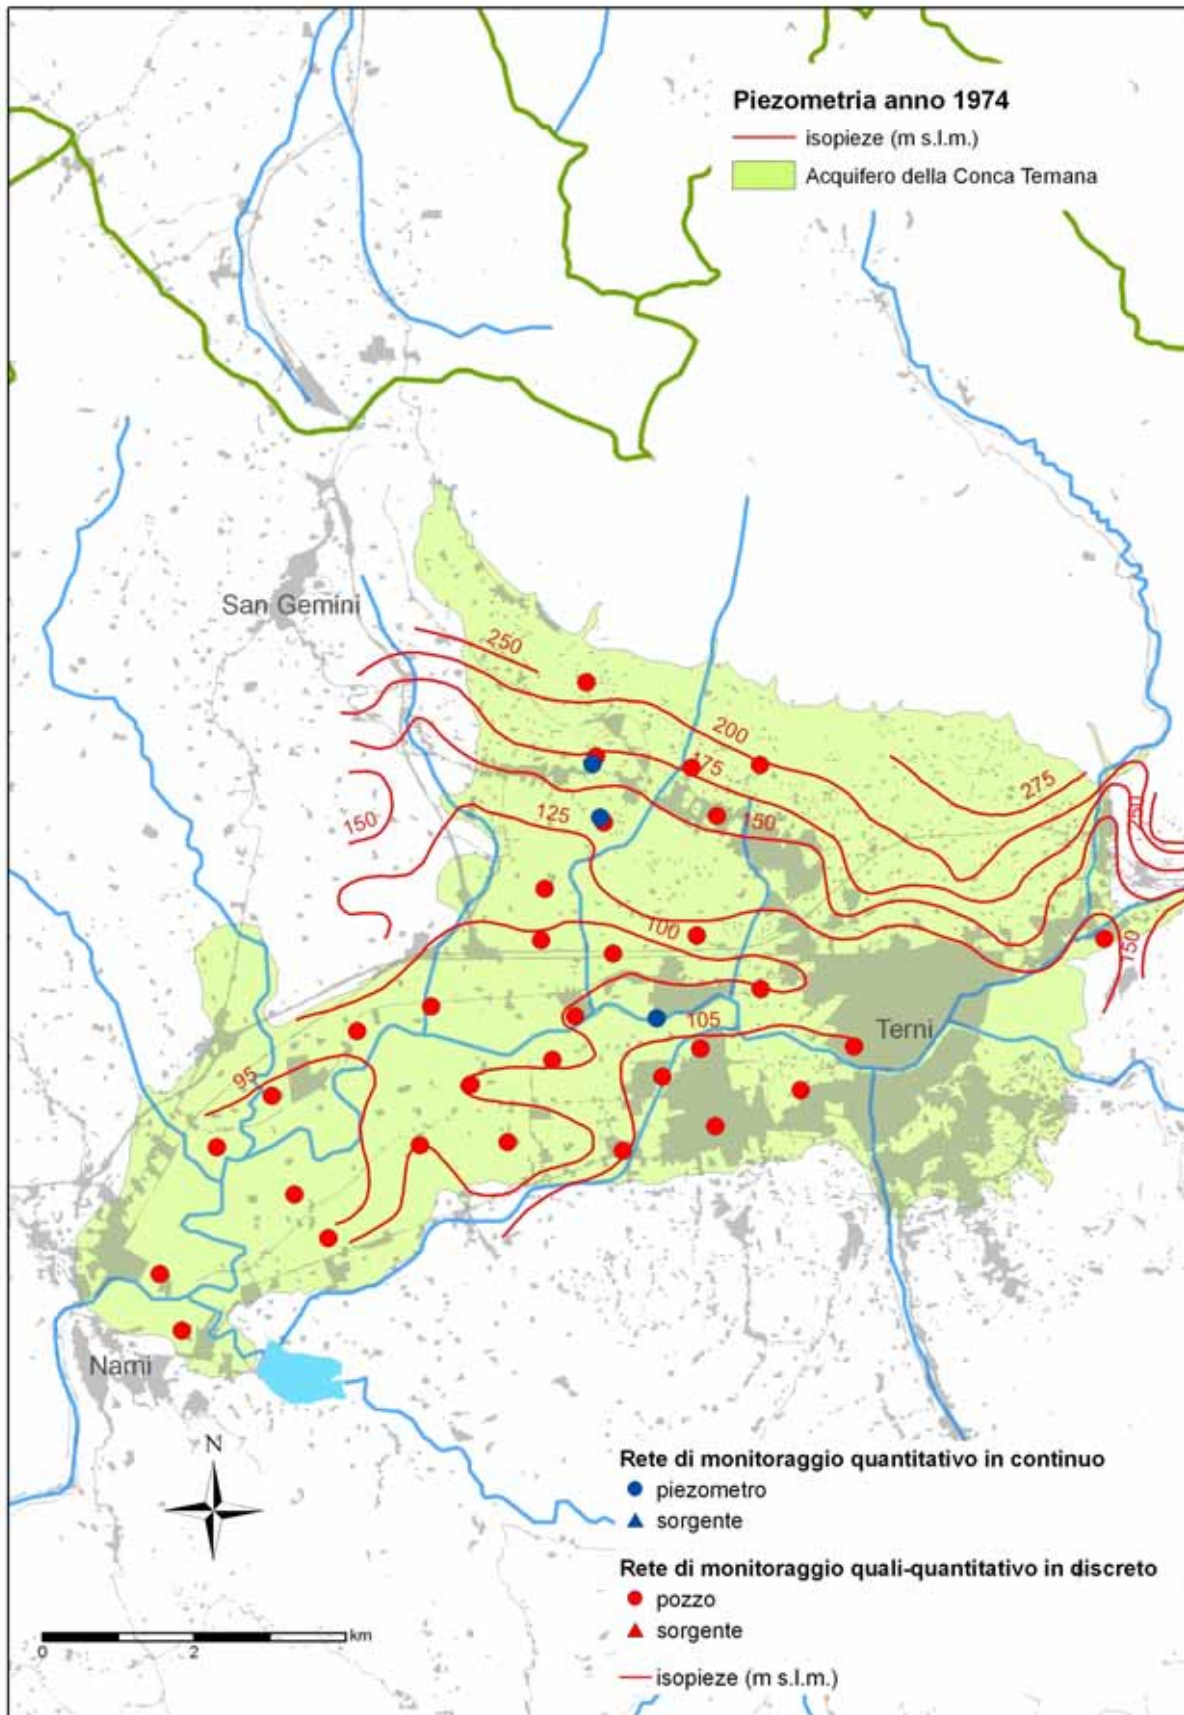 Piezometria anno 1974
isopieze (m s.l.m.)
Acquifero della Conca Ternana
San Gemini
250
200
175
275
250
150
125
150
100
150
105
Terni
95
Narni
N
0 2 km
Rete di monitoraggio quantitativo in continuo
piezometro
sorgente
Rete di monitoraggio quali-quantitativo in discreto
pozzo
sorgente
isopieze (m s.l.m.)